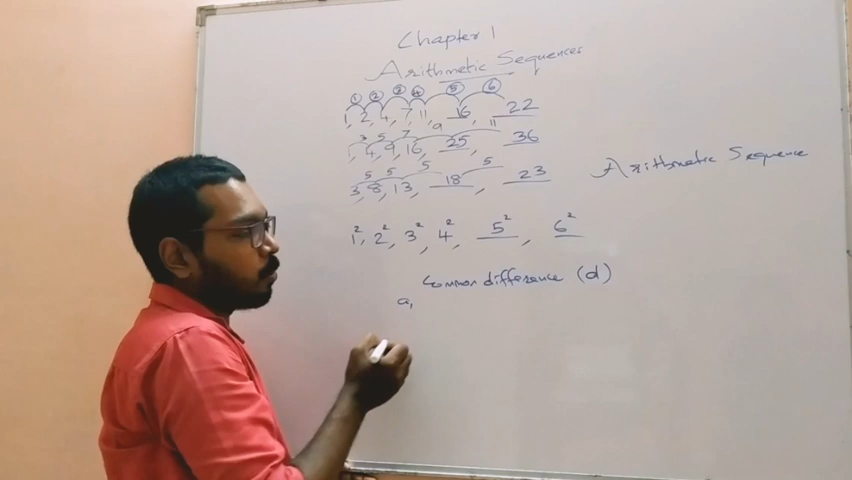 Chapter 1
Arithmetic Sequences
① ② ③ ④ ⑤ ⑥
1, 2, 4, 7, 11, 16, 22
3 5 7 9 11
1, 4, 9, 16, 25, 36
5 5 5 5
3, 8, 13, 18, 23 Arithmetic Sequence
1², 2², 3², 4², 5², 6²
Common difference (d)
a,